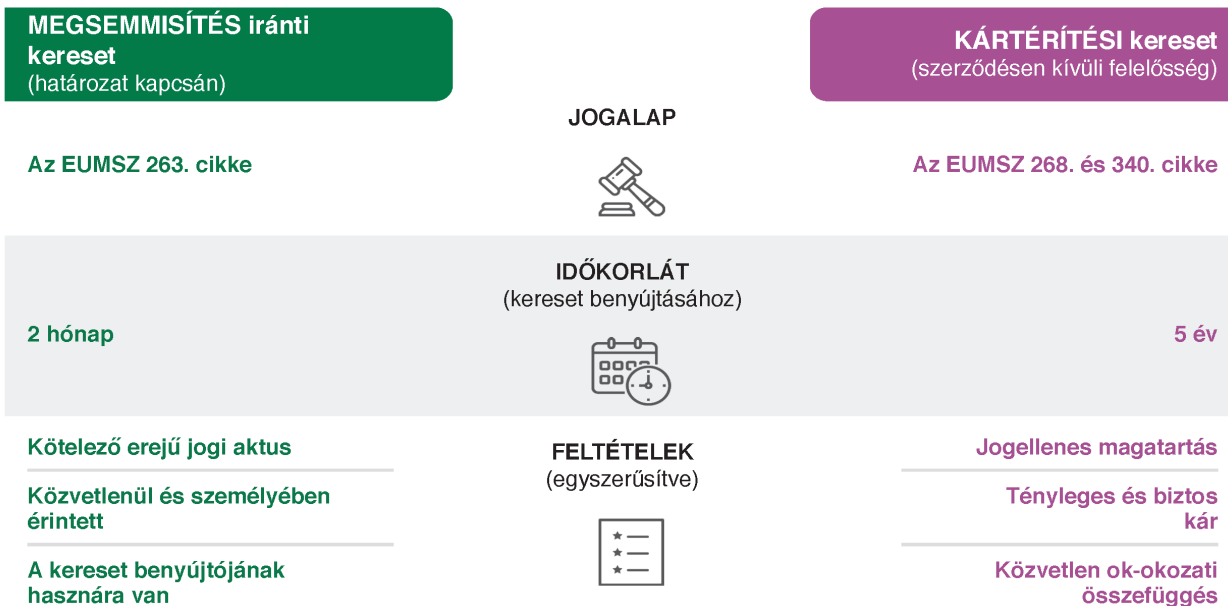 MEGSEMMISÍTÉS iránti
kereset
(határozat kapcsán)
KÁRTÉRÍTÉSI kereset
(szerződésen kívüli felelősség)
JOGALAP
Az EUMSZ 263. cikke
Az EUMSZ 268. és 340. cikke
IDŐKORLÁT
(kereset benyújtásához)
2 hónap
5 év
FELTÉTELEK
(egyszerűsítve)
Kötelező erejű jogi aktus
Közvetlenül és személyében
érintett
A kereset benyújtójának
hasznára van
Jogellenes magatartás
Tényleges és biztos
kár
Közvetlen ok-okozati
összefüggés